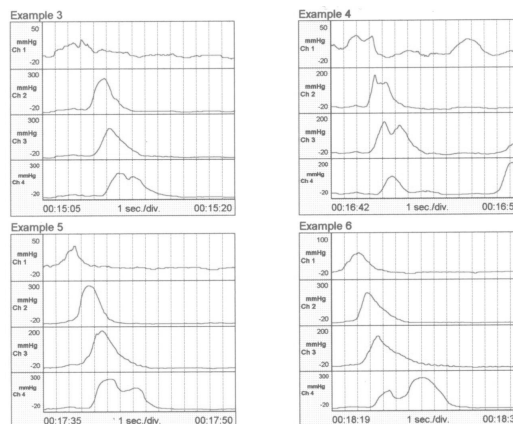 Example 3
50
mmHg
Ch 1
-20
300
mmHg
Ch 2
-20
300
mmHg
Ch 3
-20
300
mmHg
Ch 4
-20
00:15:05 1 sec./div. 00:15:20
Example 4
50
mmHg
Ch 1
-20
200
mmHg
Ch 2
-20
200
mmHg
Ch 3
-20
200
mmHg
Ch 4
-20
00:16:42 1 sec./div. 00:16:5
Example 5
50
mmHg
Ch 1
-20
300
mmHg
Ch 2
-20
200
mmHg
Ch 3
-20
300
mmHg
Ch 4
-20
00:17:35 1 sec./div. 00:17:50
Example 6
100
mmHg
Ch 1
-20
300
mmHg
Ch 2
-20
200
mmHg
Ch 3
-20
300
mmHg
Ch 4
-20
00:18:19 1 sec./div. 00:18:3